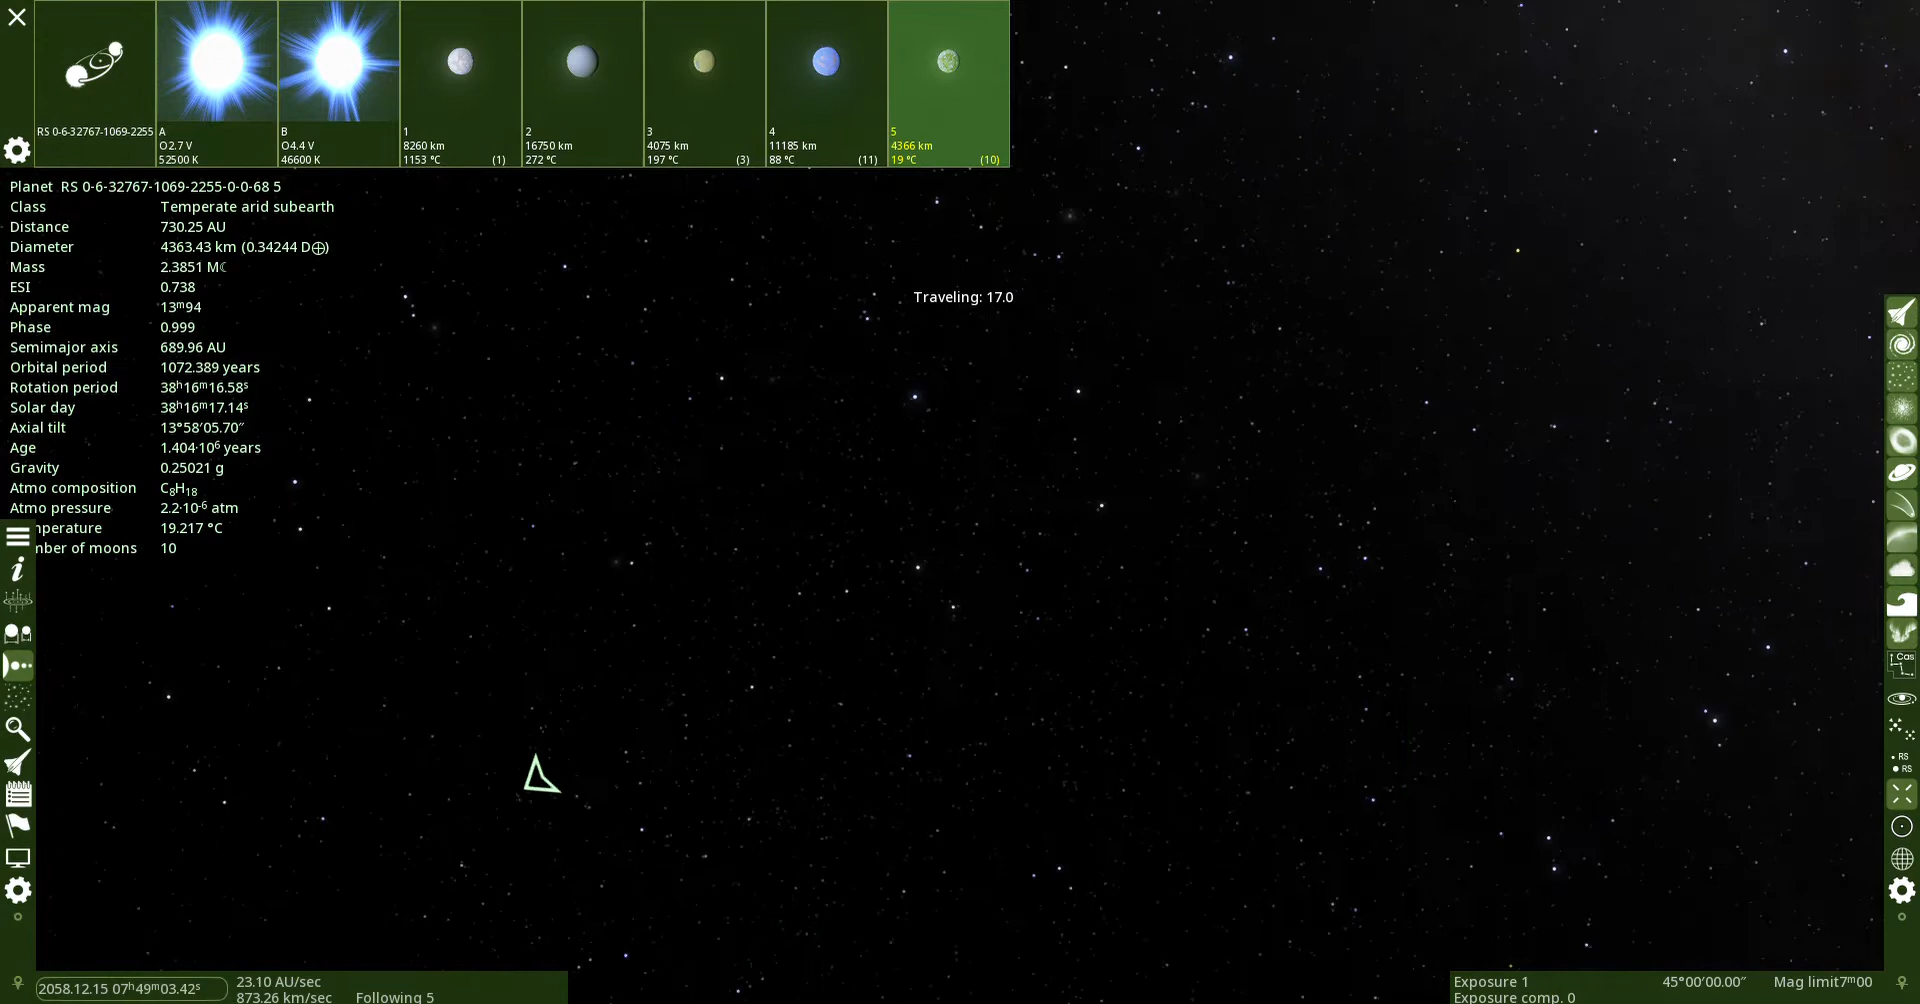 RS 0-6-32767-1069-2255
A
O2.7 V
52500 K
B
O4.4 V
46600 K
1
8260 km
1153 °C (1)
2
16750 km
272 °C
3
4075 km
197 °C (3)
4
11185 km
88 °C (11)
5
4366 km
19 °C (10)
Planet RS 0-6-32767-1069-2255-0-0-68 5
Class Temperate arid subearth
Distance 730.25 AU
Diameter 4363.43 km (0.34244 D⊕)
Mass 2.3851 M☾
ESI 0.738
Apparent mag 13ᵐ94
Phase 0.999
Semimajor axis 689.96 AU
Orbital period 1072.389 years
Rotation period 38ʰ16ᵐ16.58ˢ
Solar day 38ʰ16ᵐ17.14ˢ
Axial tilt 13°58′05.70″
Age 1.404·10⁶ years
Gravity 0.25021 g
Atmo composition C₈H₁₈
Atmo pressure 2.2·10⁻⁶ atm
nperature 19.217 °C
nber of moons 10
Traveling: 17.0
Cas
RS
RS
2058.12.15 07ʰ49ᵐ03.42ˢ
23.10 AU/sec
873.26 km/sec Following 5
Exposure 1 45°00′00.00″ Mag limit7ᵐ00
Exposure comp. 0